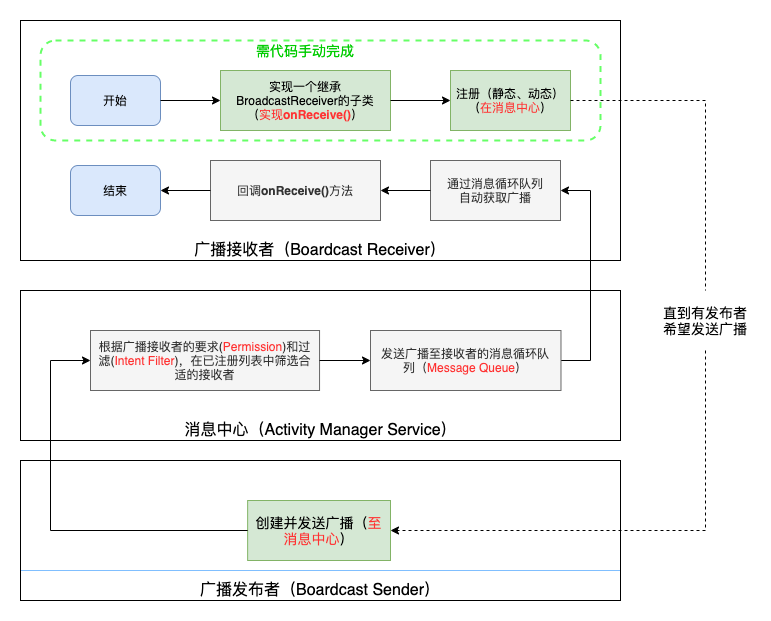 需代码手动完成
开始
实现一个继承
BroadcastReceiver的子类
（实现onReceive()）
注册（静态、动态）
（在消息中心）
结束
回调onReceive()方法
通过消息循环队列
自动获取广播
广播接收者（Boardcast Receiver）
直到有发布者
希望发送广播
根据广播接收者的要求(Permission)和过
滤(Intent Filter)，在已注册列表中筛选合
适的接收者
发送广播至接收者的消息循环队
列（Message Queue）
消息中心（Activity Manager Service）
创建并发送广播（至
消息中心）
广播发布者（Boardcast Sender）